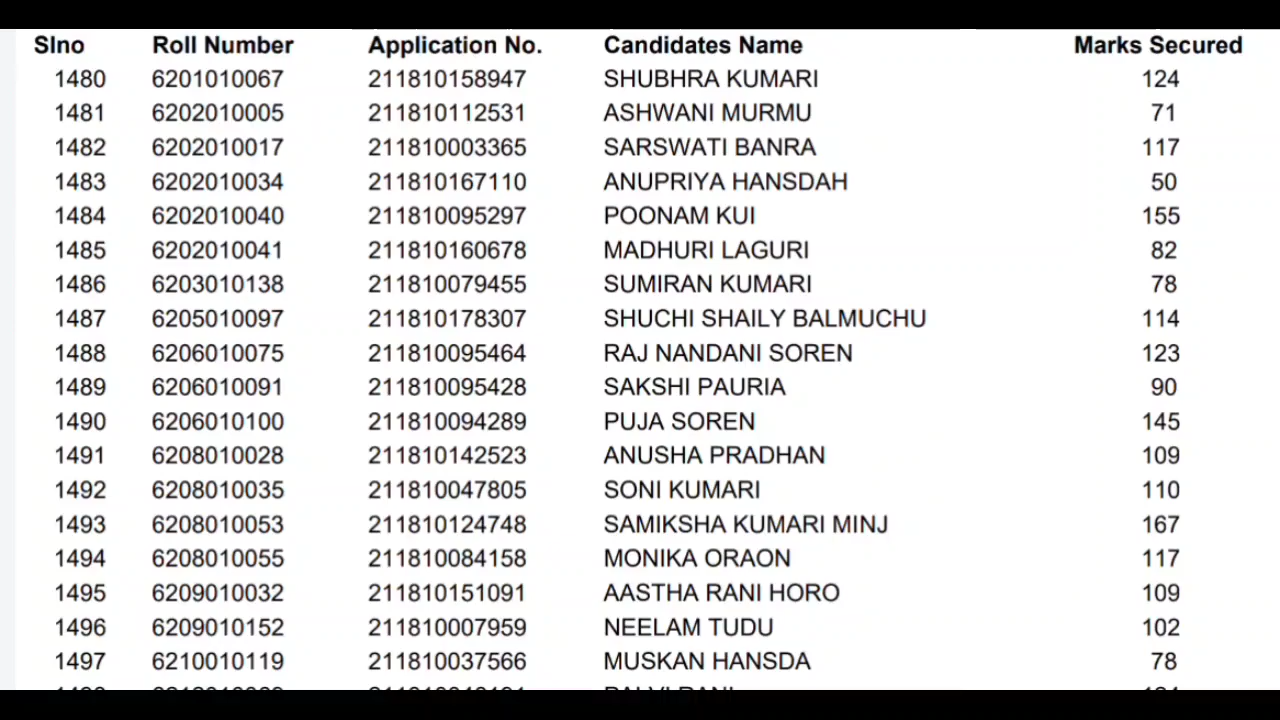 Slno Roll Number Application No. Candidates Name Marks Secured
1480 6201010067 211810158947 SHUBHRA KUMARI 124
1481 6202010005 211810112531 ASHWANI MURMU 71
1482 6202010017 211810003365 SARSWATI BANRA 117
1483 6202010034 211810167110 ANUPRIYA HANSDAH 50
1484 6202010040 211810095297 POONAM KUI 155
1485 6202010041 211810160678 MADHURI LAGURI 82
1486 6203010138 211810079455 SUMIRAN KUMARI 78
1487 6205010097 211810178307 SHUCHI SHAILY BALMUCHU 114
1488 6206010075 211810095464 RAJ NANDANI SOREN 123
1489 6206010091 211810095428 SAKSHI PAURIA 90
1490 6206010100 211810094289 PUJA SOREN 145
1491 6208010028 211810142523 ANUSHA PRADHAN 109
1492 6208010035 211810047805 SONI KUMARI 110
1493 6208010053 211810124748 SAMIKSHA KUMARI MINJ 167
1494 6208010055 211810084158 MONIKA ORAON 117
1495 6209010032 211810151091 AASTHA RANI HORO 109
1496 6209010152 211810007959 NEELAM TUDU 102
1497 6210010119 211810037566 MUSKAN HANSDA 78